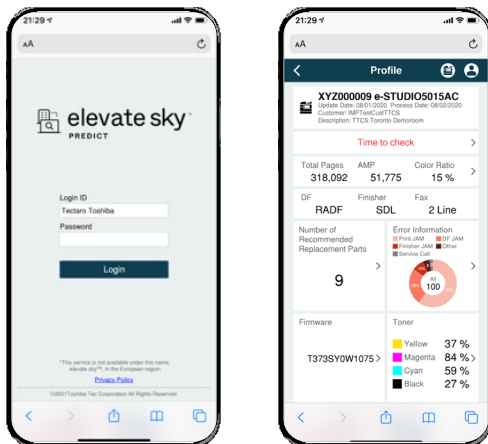 21:29
AA
elevate sky™
PREDICT
Login ID
Tectaro Toshiba
Password
Login
"This service is not available under this name,
elevate sky™, in the European region.
Privacy Policy
©2021Toshiba Tec Corporation All Rights Reserved.
21:29
AA
Profile
XYZ000009 e-STUDIO5015AC
Update Date: 08/01/2020 Process Date: 08/02/2020
Customer: IMPTestCustTTCS
Description: TTCS Toronto Demoroom
Time to check
Total Pages AMP Color Ratio
318,092 51,775 15 %
DF Finisher Fax
RADF SDL 2 Line
Number of
Recommended
Replacement Parts
9
Error Information
Print JAM DF JAM
Finisher JAM Other
Service Call
All
100
Firmware
T373SY0W1075
Toner
Yellow 37 %
Magenta 84 %
Cyan 59 %
Black 27 %